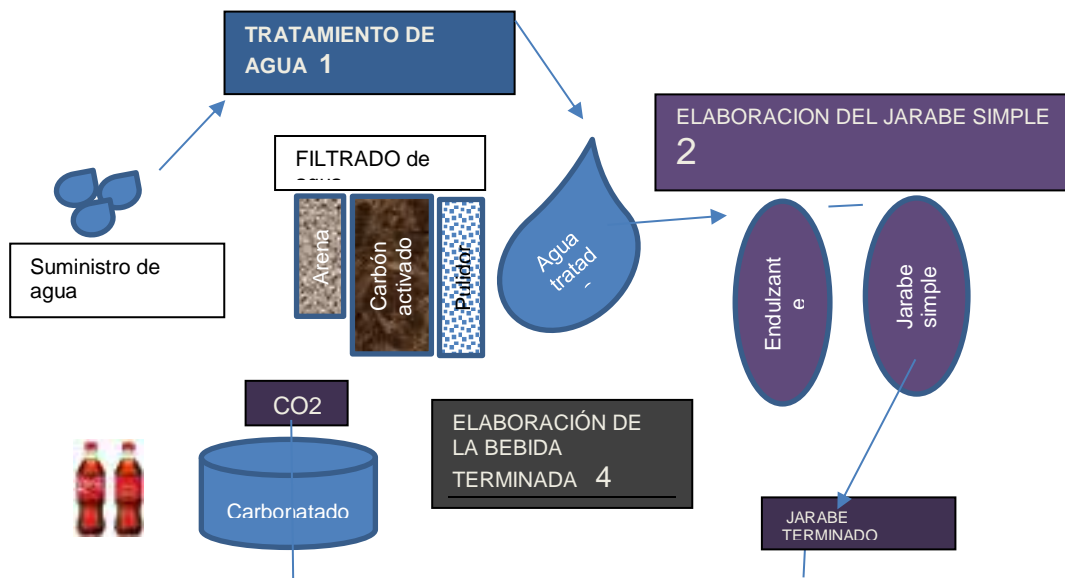 TRATAMIENTO DE
AGUA 1
ELABORACION DEL JARABE SIMPLE
2
FILTRADO de
Suministro de
agua
Arena
Carbón
activado
Pulidor
Agua
tratad
Endulzant
e
Jarabe
simple
CO2
Carbonatado
ELABORACIÓN DE
LA BEBIDA
TERMINADA 4
JARABE
TERMINADO